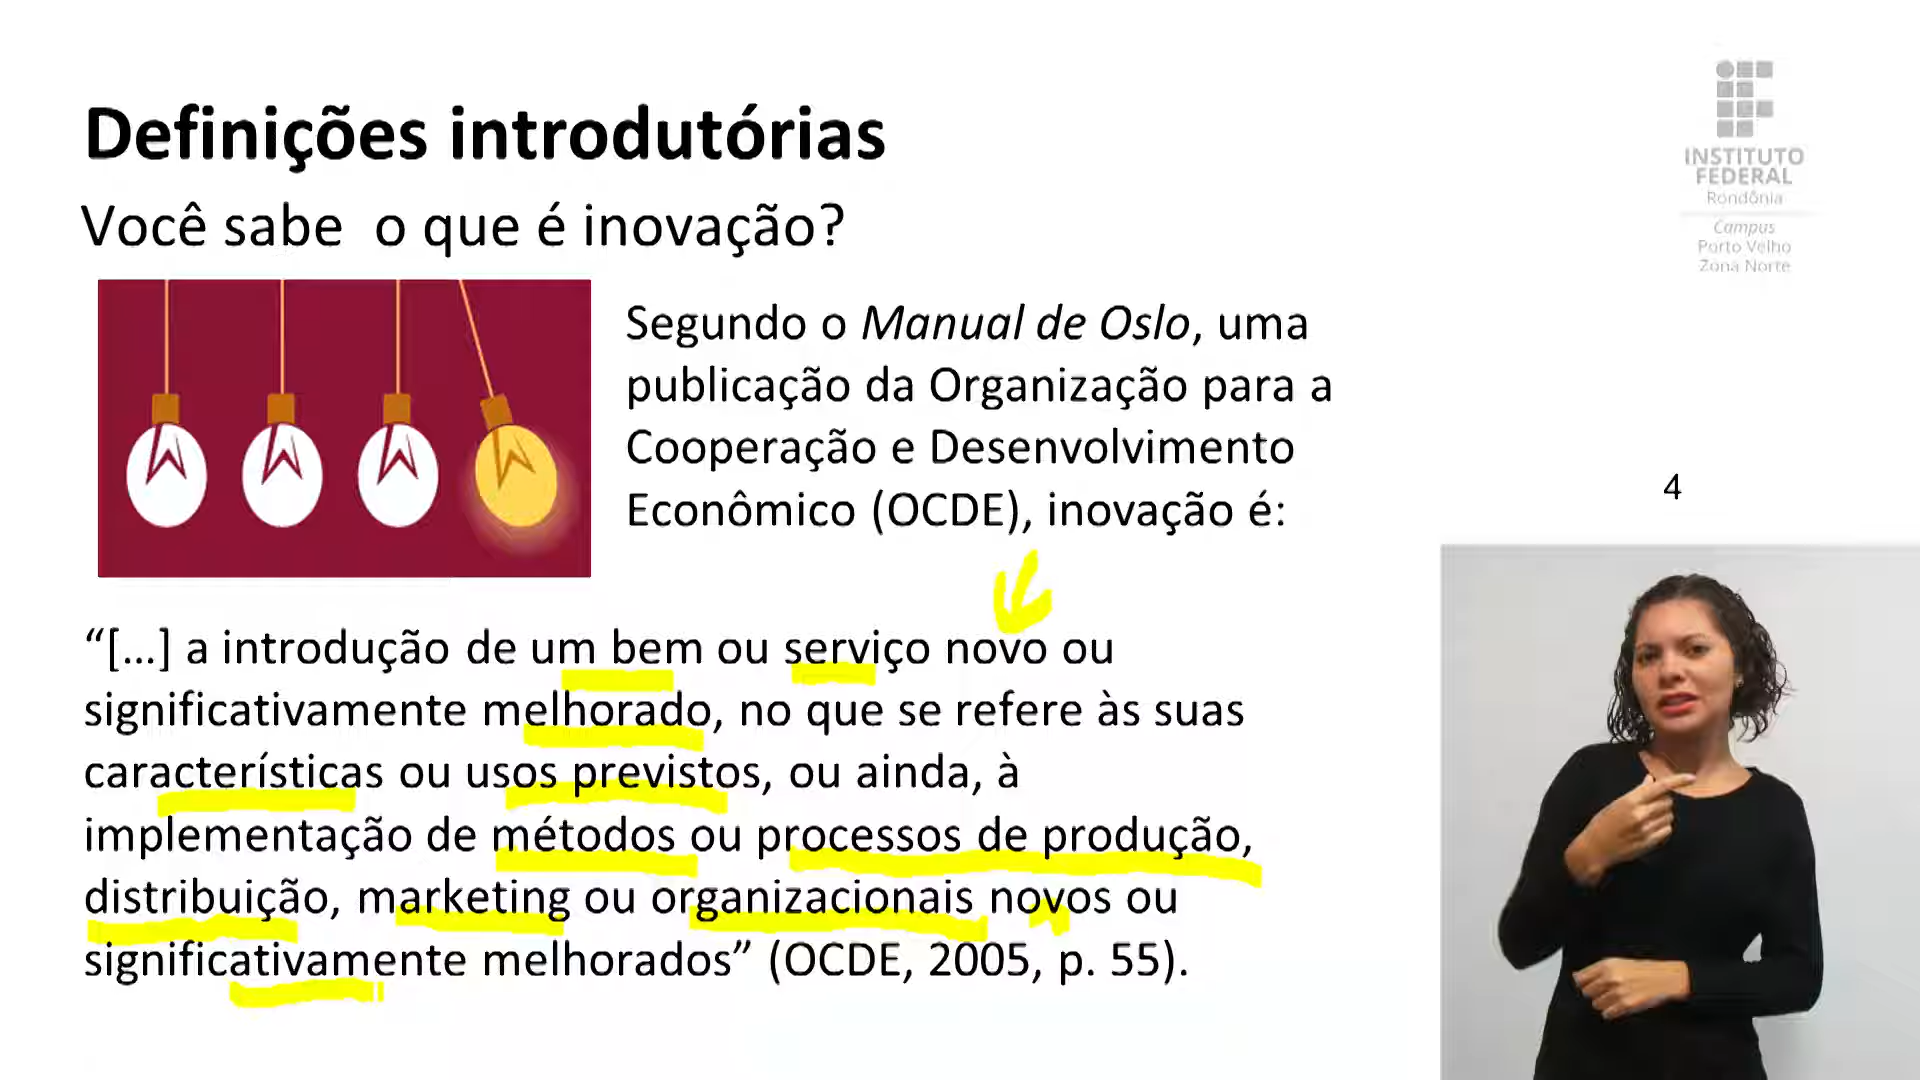 Definições introdutórias
Você sabe  o que é inovação?
Segundo o Manual de Oslo, uma
publicação da Organização para a
Cooperação e Desenvolvimento
Econômico (OCDE), inovação é:
“[...] a introdução de um bem ou serviço novo ou
significativamente melhorado, no que se refere às suas
características ou usos previstos, ou ainda, à
implementação de métodos ou processos de produção,
distribuição, marketing ou organizacionais novos ou
significativamente melhorados” (OCDE, 2005, p. 55).
INSTITUTO
FEDERAL
Rondônia
Campus
Porto Velho
Zona Norte
4